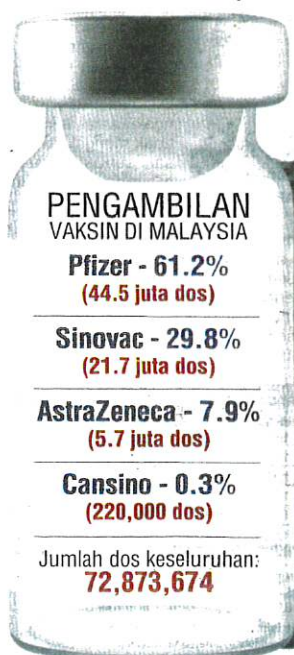 PENGAMBILAN
VAKSIN DI MALAYSIA
Pfizer - 61.2%
(44.5 juta dos)
Sinovac - 29.8%
(21.7 juta dos)
AstraZeneca - 7.9%
(5.7 juta dos)
Cansino - 0.3%
(220,000 dos)
Jumlah dos keseluruhan:
72,873,674